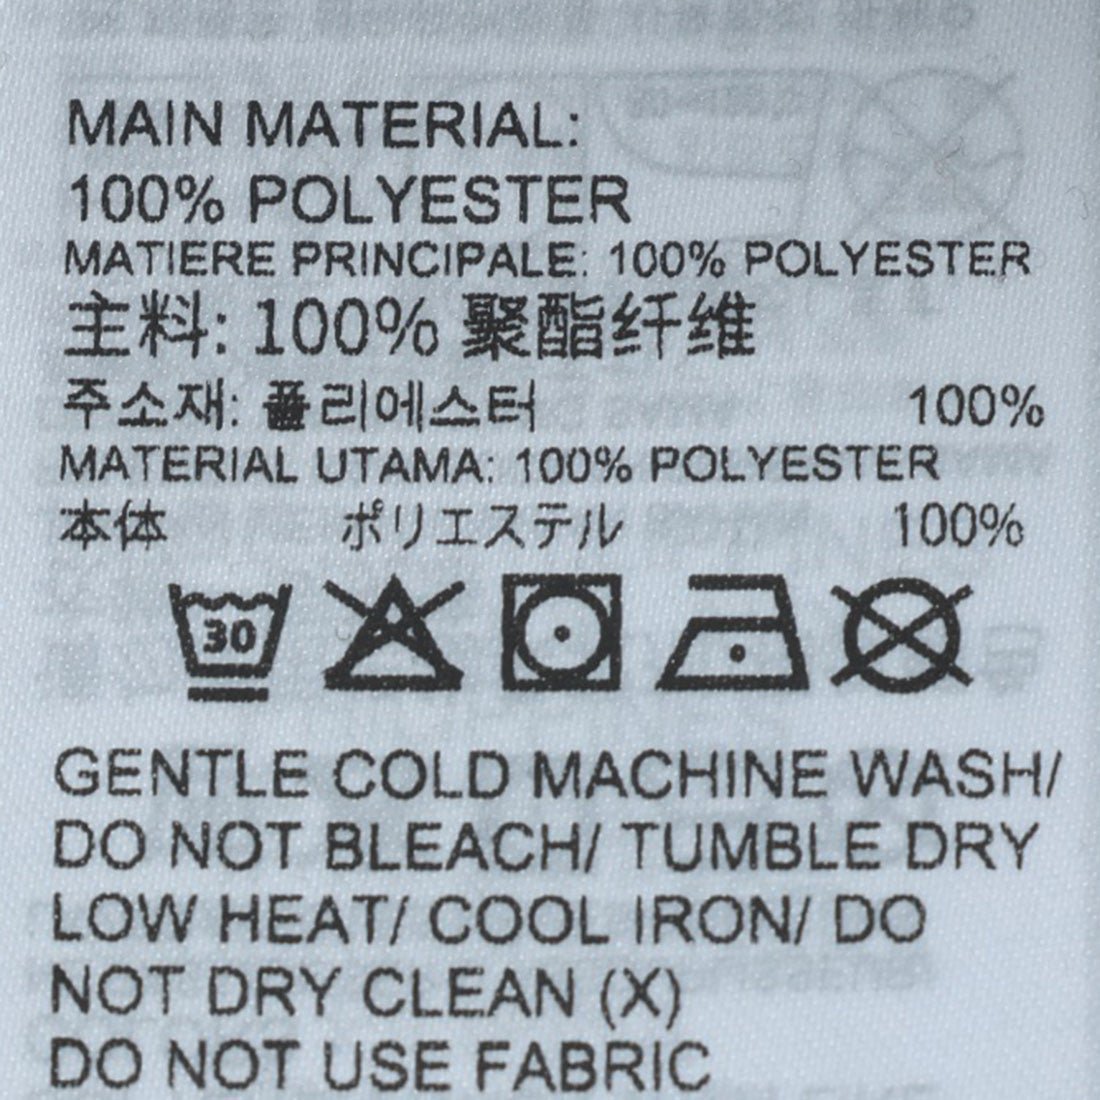 MAIN MATERIAL:
100% POLYESTER
MATIERE PRINCIPALE: 100% POLYESTER
主料: 100% 聚酯纤维
주소재: 폴리에스터 100%
MATERIAL UTAMA: 100% POLYESTER
本体 ポリエステル 100%
30
GENTLE COLD MACHINE WASH/
DO NOT BLEACH/ TUMBLE DRY
LOW HEAT/ COOL IRON/ DO
NOT DRY CLEAN (X)
DO NOT USE FABRIC